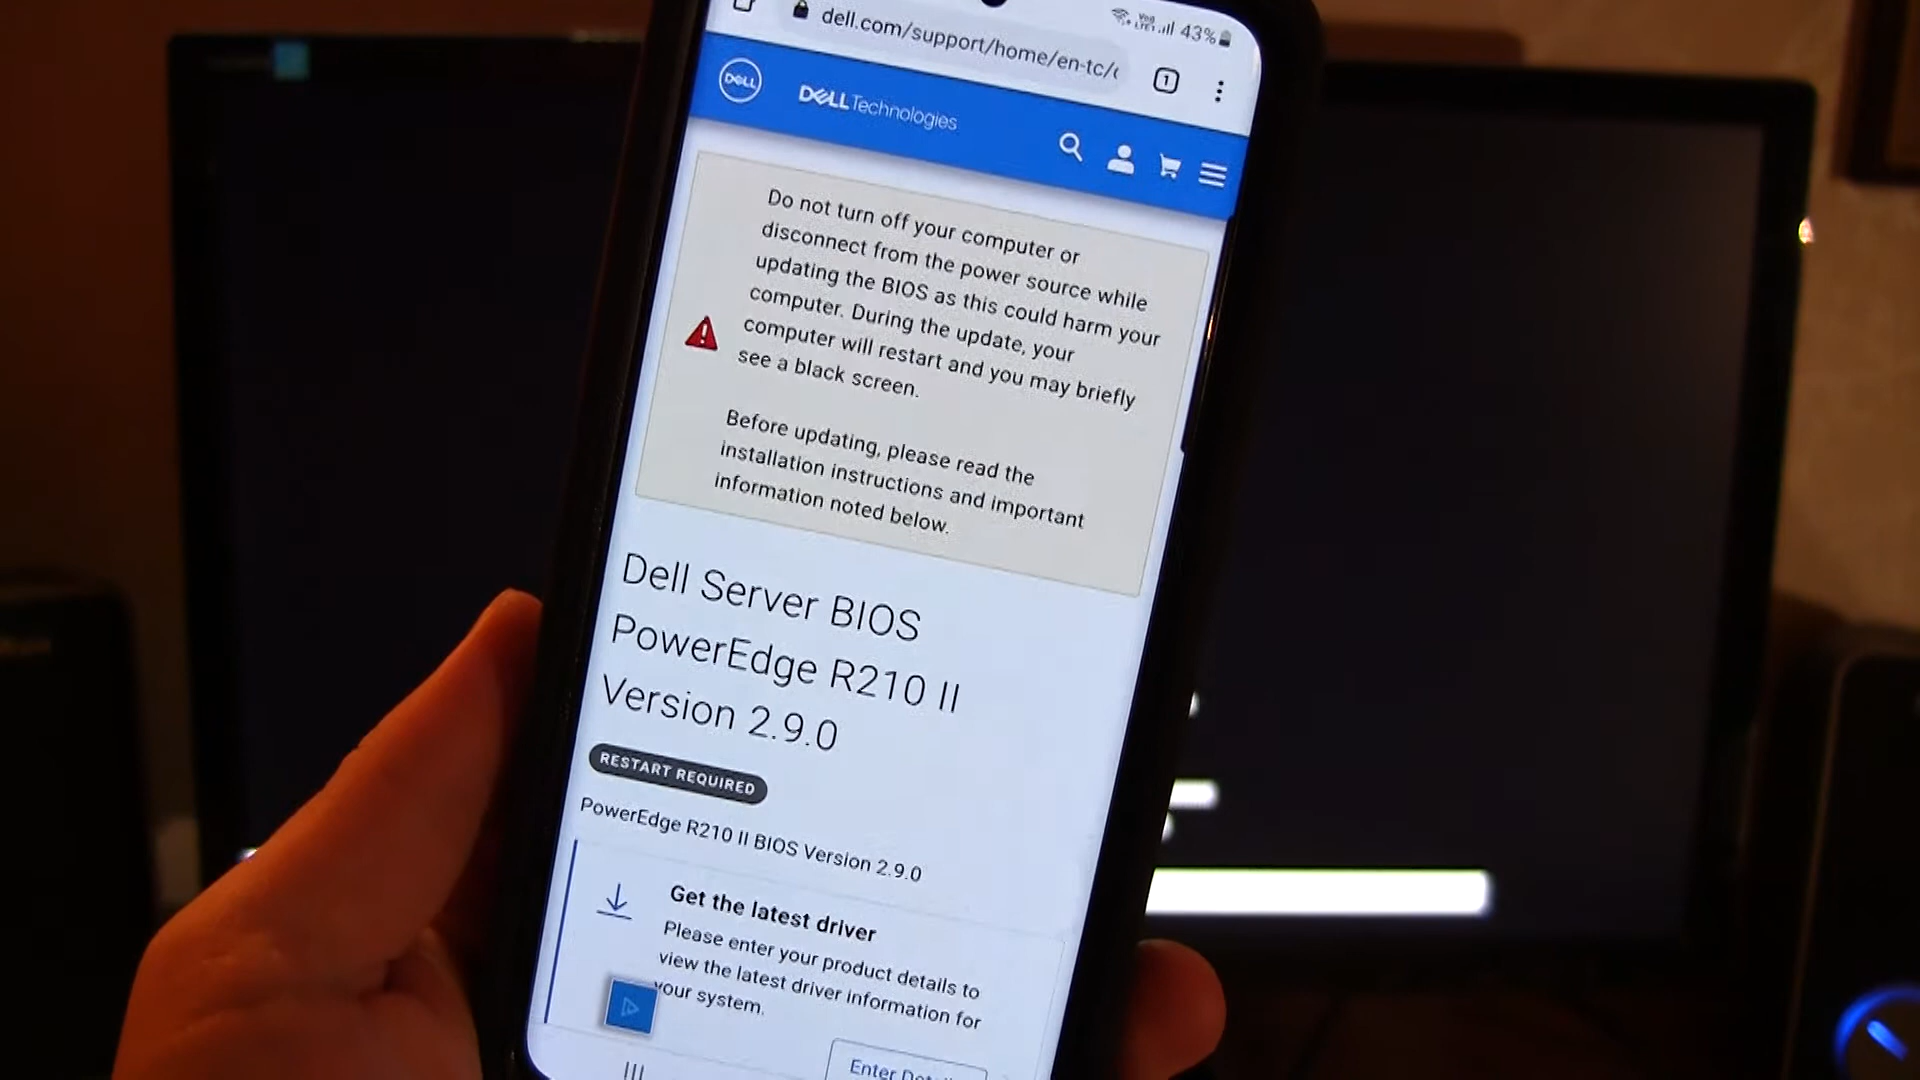 dell.com/support/home/en-tc/
Vo))
LTE1
43%
1
DELL
DELL Technologies
Do not turn off your computer or
disconnect from the power source while
updating the BIOS as this could harm your
computer. During the update, your
computer will restart and you may briefly
see a black screen.
Before updating, please read the
installation instructions and important
information noted below.
Dell Server BIOS
PowerEdge R210 II
Version 2.9.0
RESTART REQUIRED
PowerEdge R210 II BIOS Version 2.9.0
Get the latest driver
Please enter your product details to
view the latest driver information for
your system.
Enter